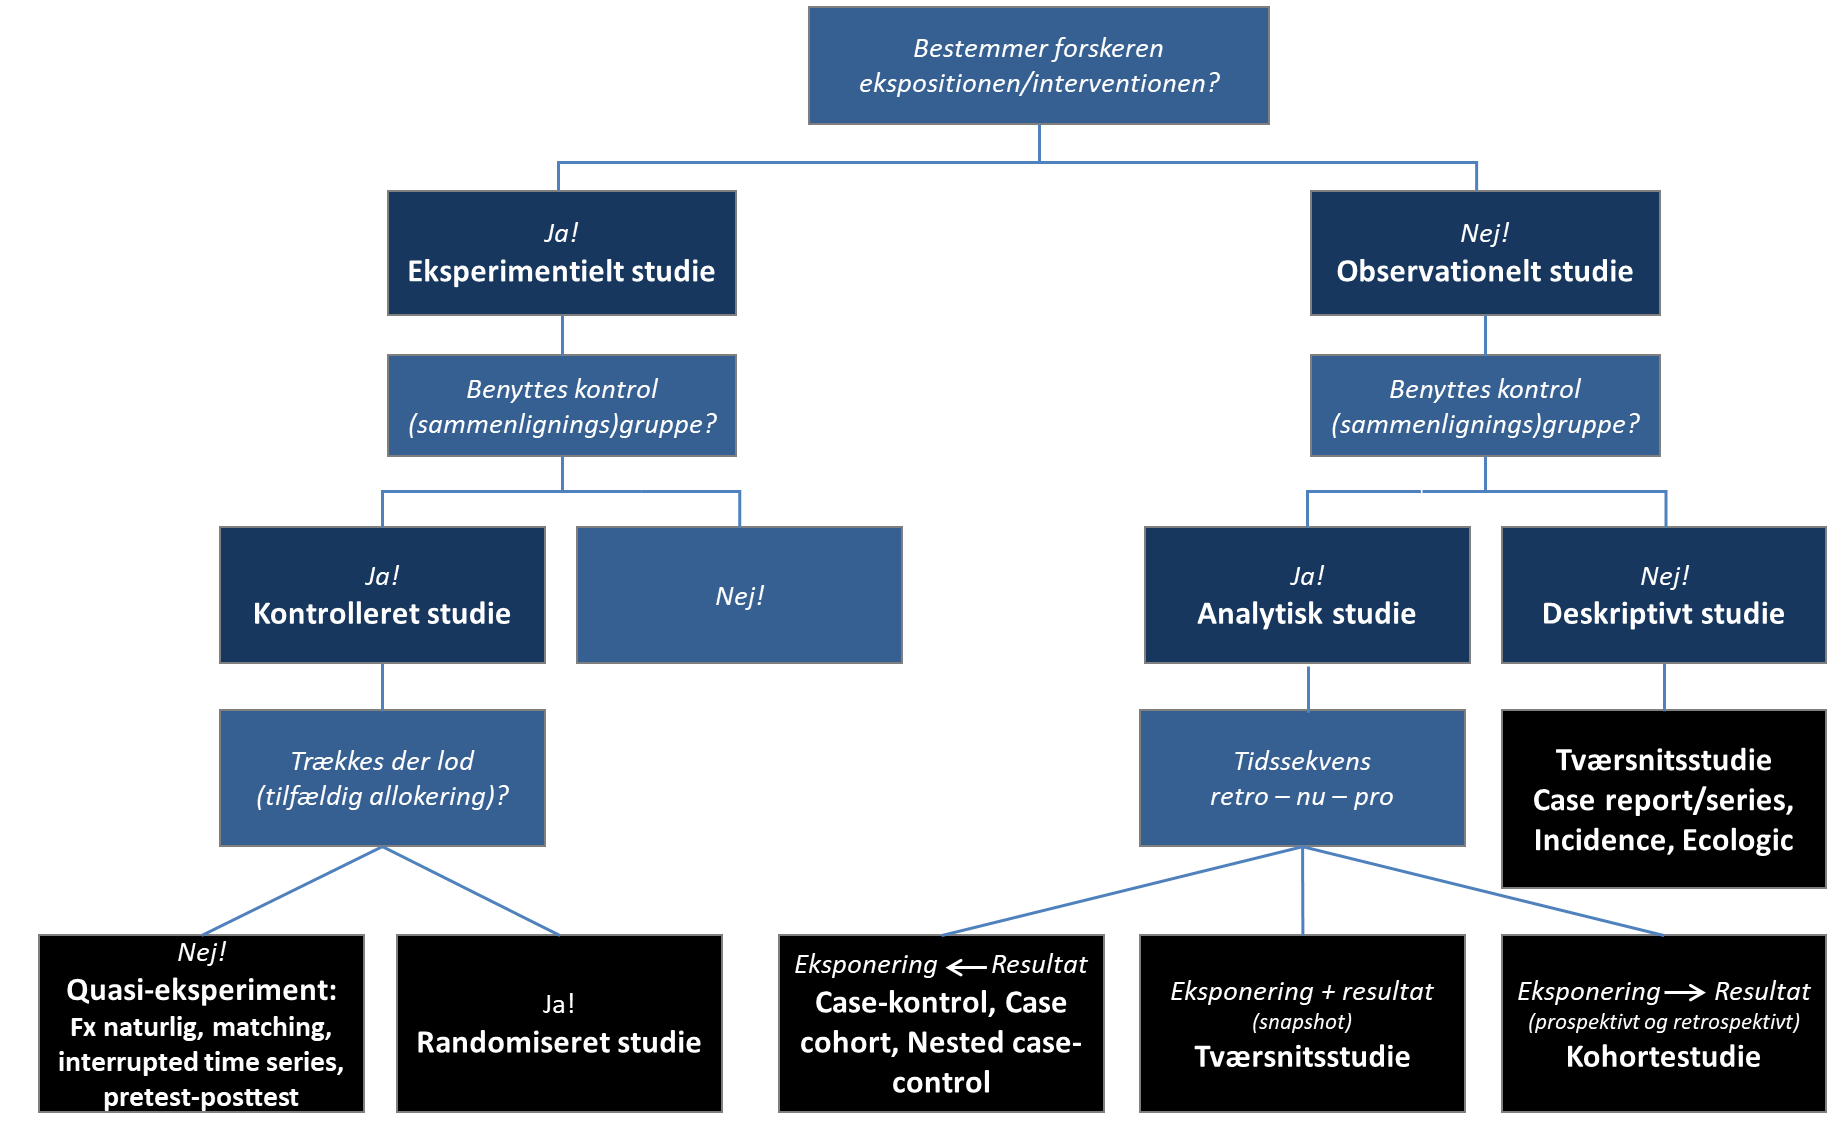 Bestemmer forskeren
ekspositionen/interventionen?
Ja!
Eksperimentielt studie
Nej!
Observationelt studie
Benyttes kontrol
(sammenlignings)gruppe?
Benyttes kontrol
(sammenlignings)gruppe?
Ja!
Kontrolleret studie
Nej!
Ja!
Analytisk studie
Nej!
Deskriptivt studie
Trækkes der lod
(tilfældig allokering)?
Tidssekvens
retro – nu – pro
Tværsnitsstudie
Case report/series,
Incidence, Ecologic
Nej!
Quasi-eksperiment:
Fx naturlig, matching,
interrupted time series,
pretest-posttest
Ja!
Randomiseret studie
Eksponering ← Resultat
Case-kontrol, Case
cohort, Nested case-
control
Eksponering + resultat
(snapshot)
Tværsnitsstudie
Eksponering → Resultat
(prospektivt og retrospektivt)
Kohortestudie